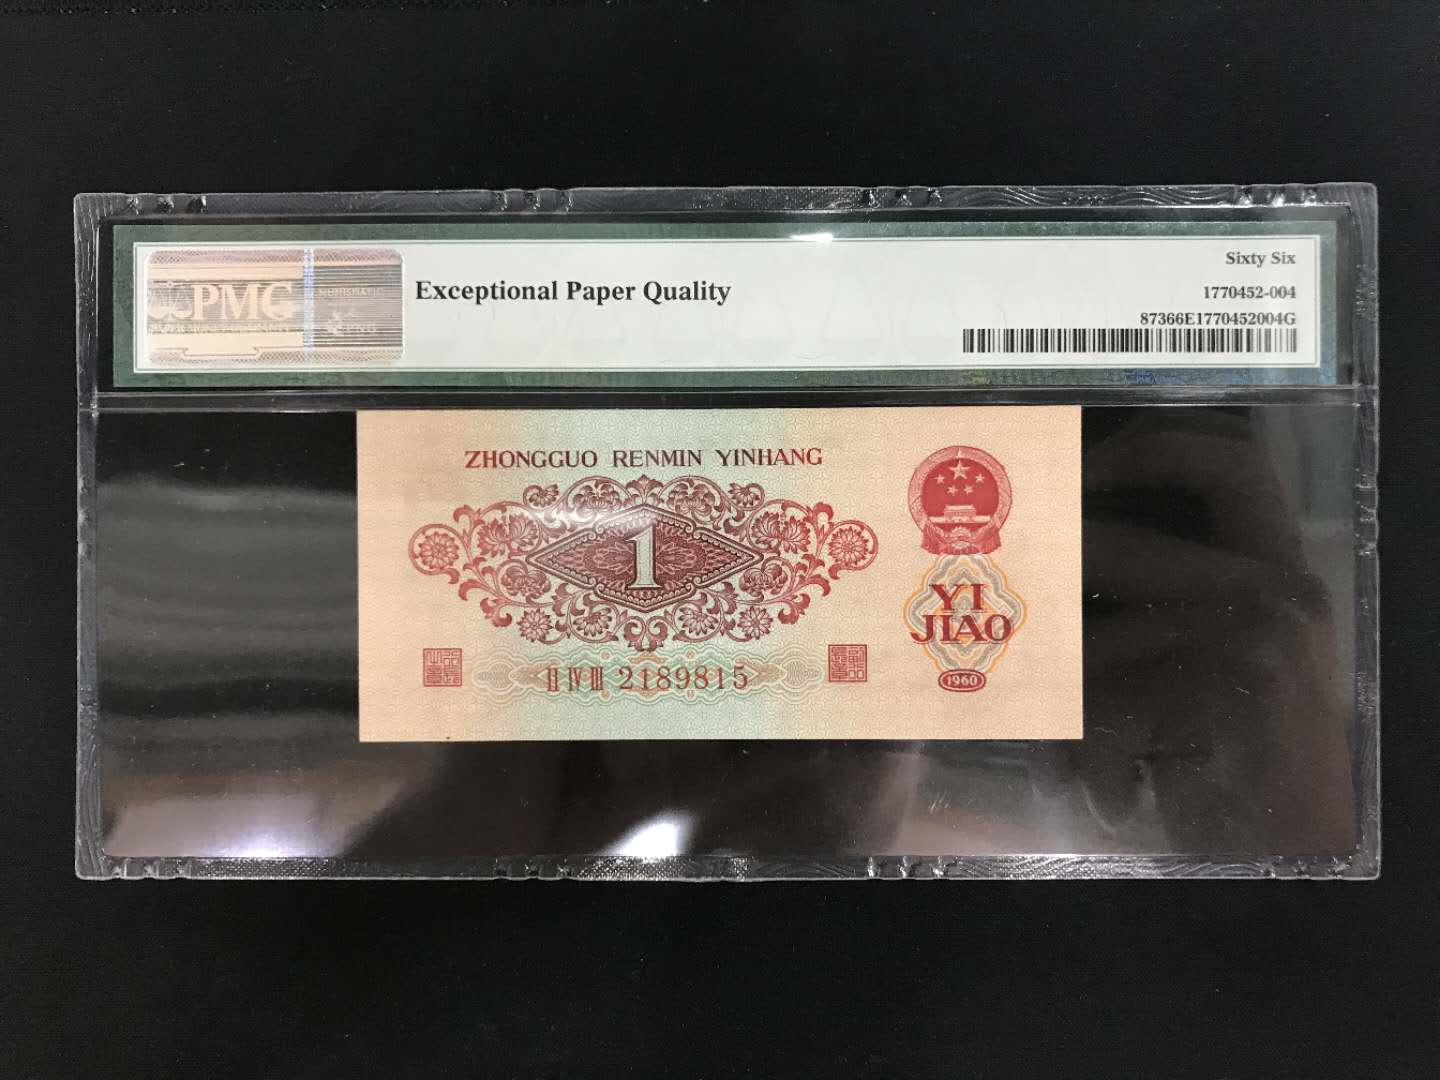 Sixty Six
PMG
Exceptional Paper Quality
1770452-004
87366E1770452004G
ZHONGGUO RENMIN YINHANG
1
YI
JIAO
II IV III 2189815
1960